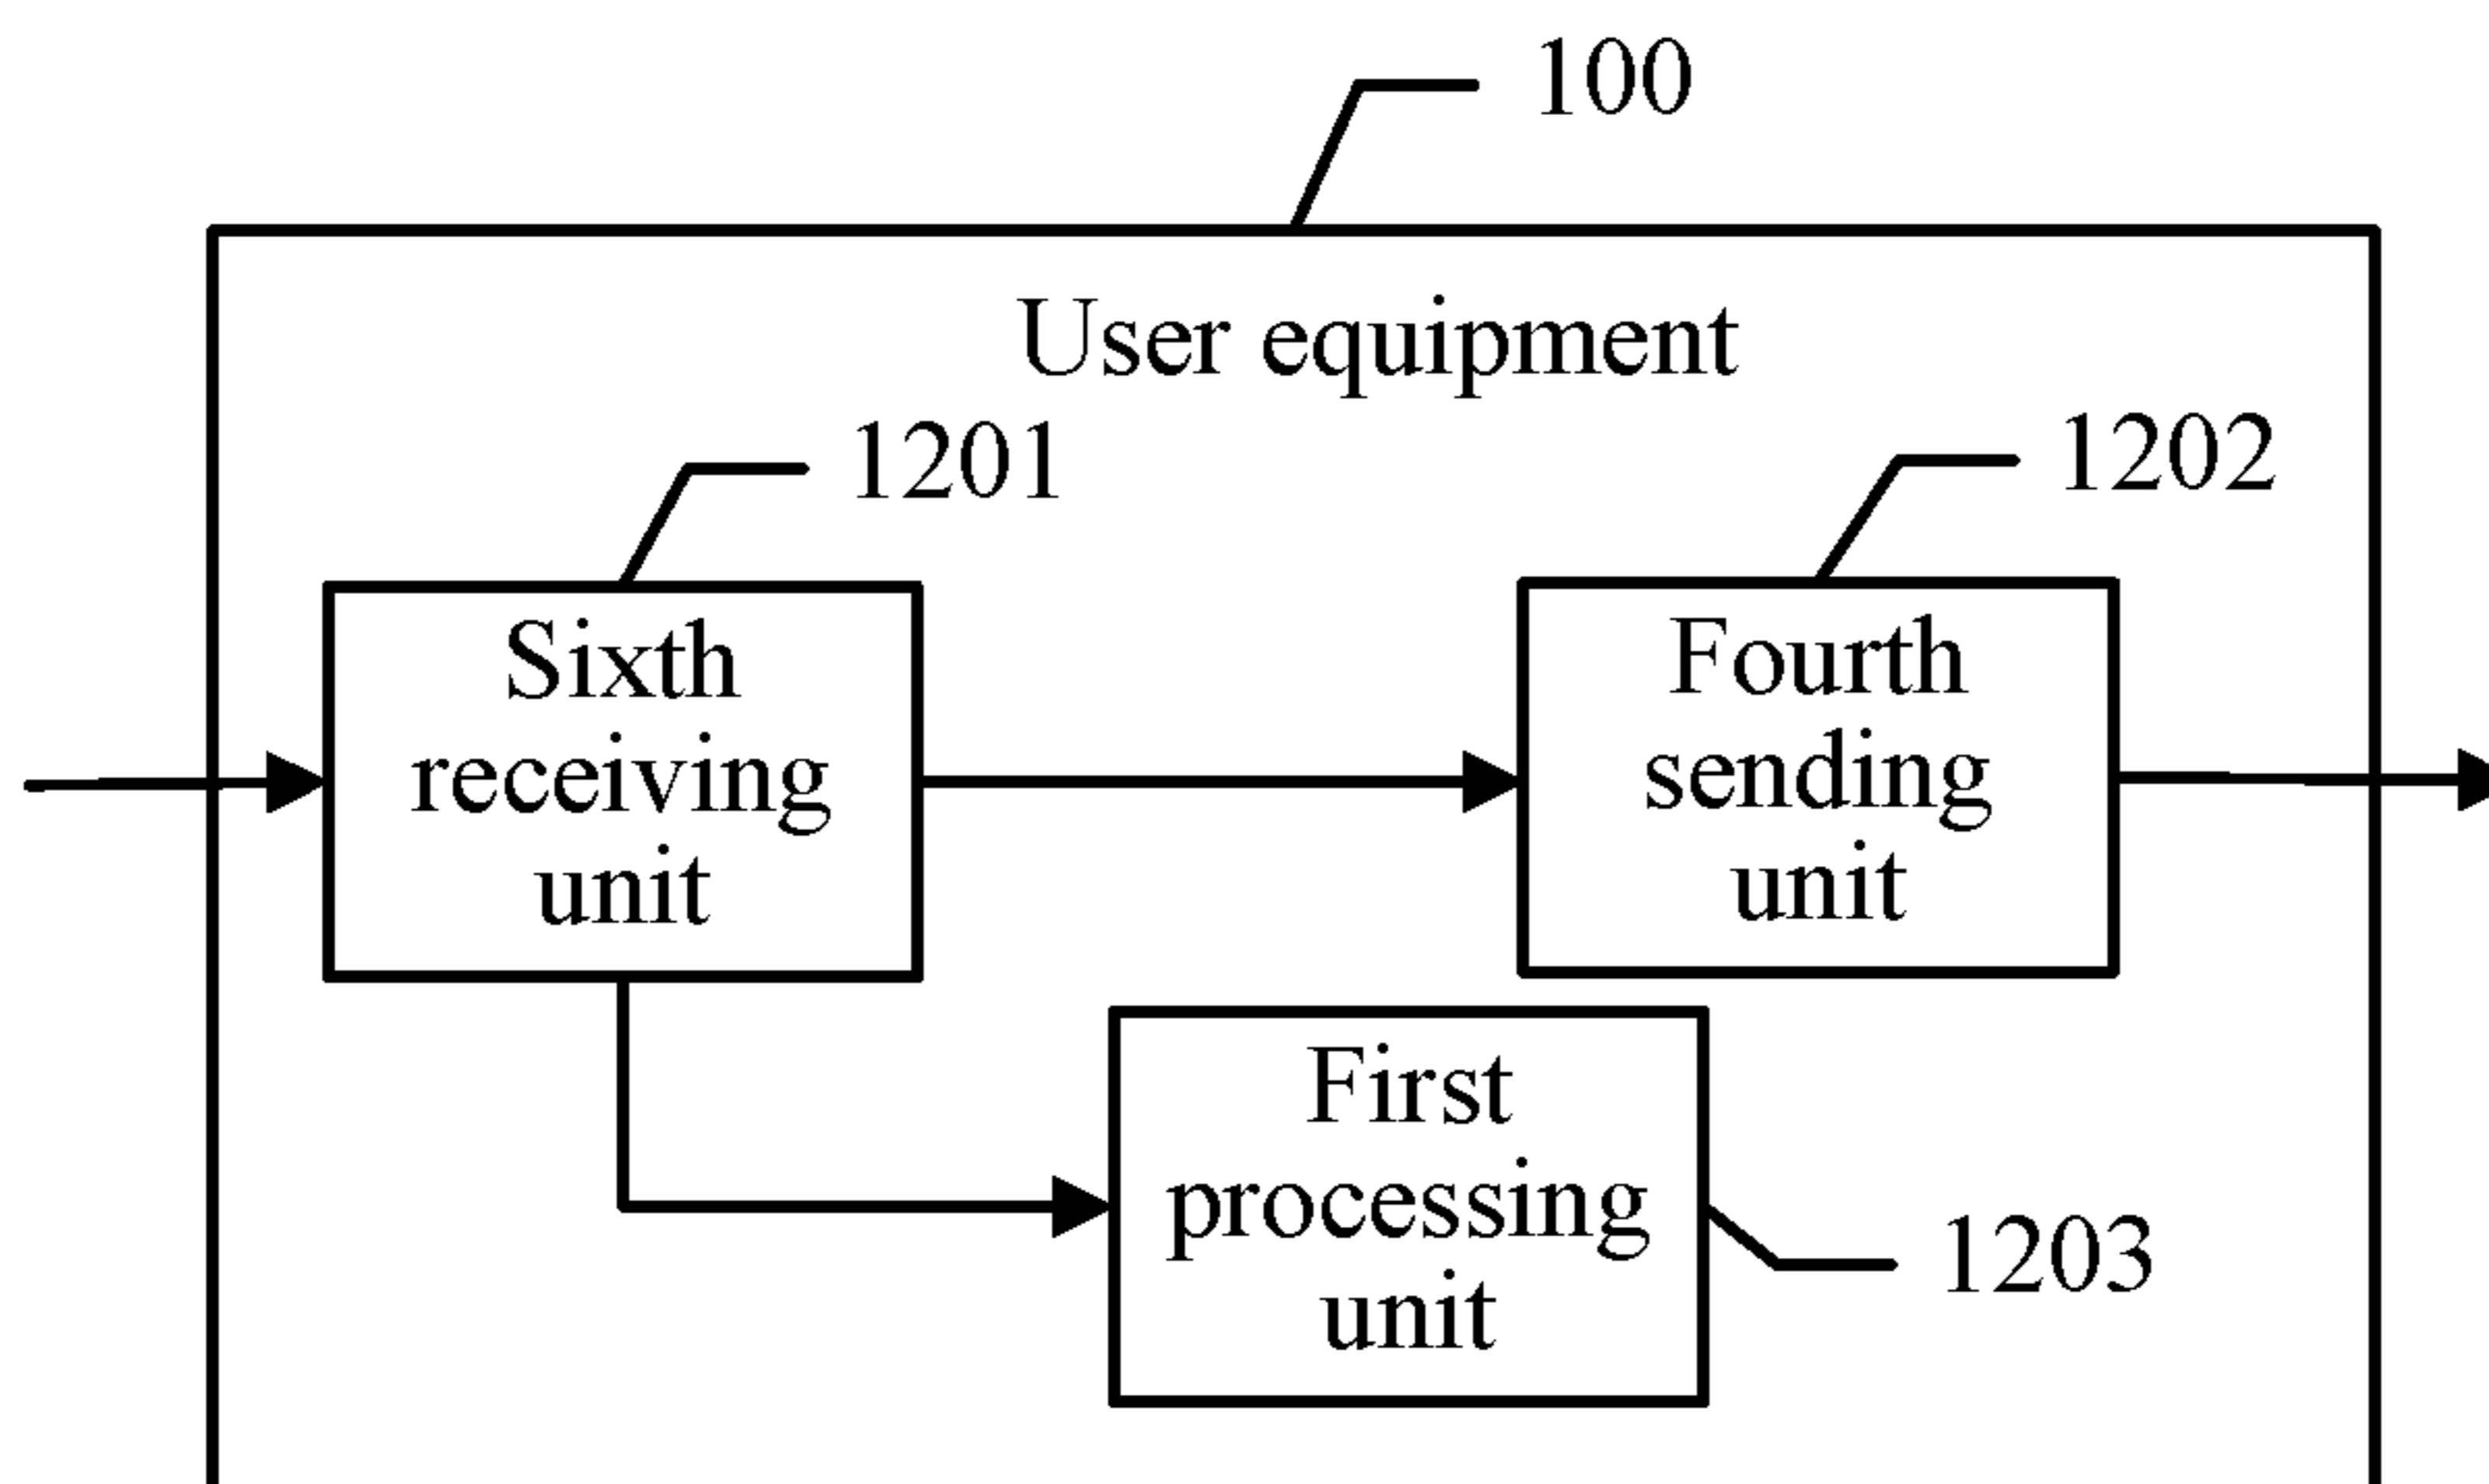 100
User equipment
1201
1202
Sixth
receiving
unit
Fourth
sending
unit
First
processing
unit
1203